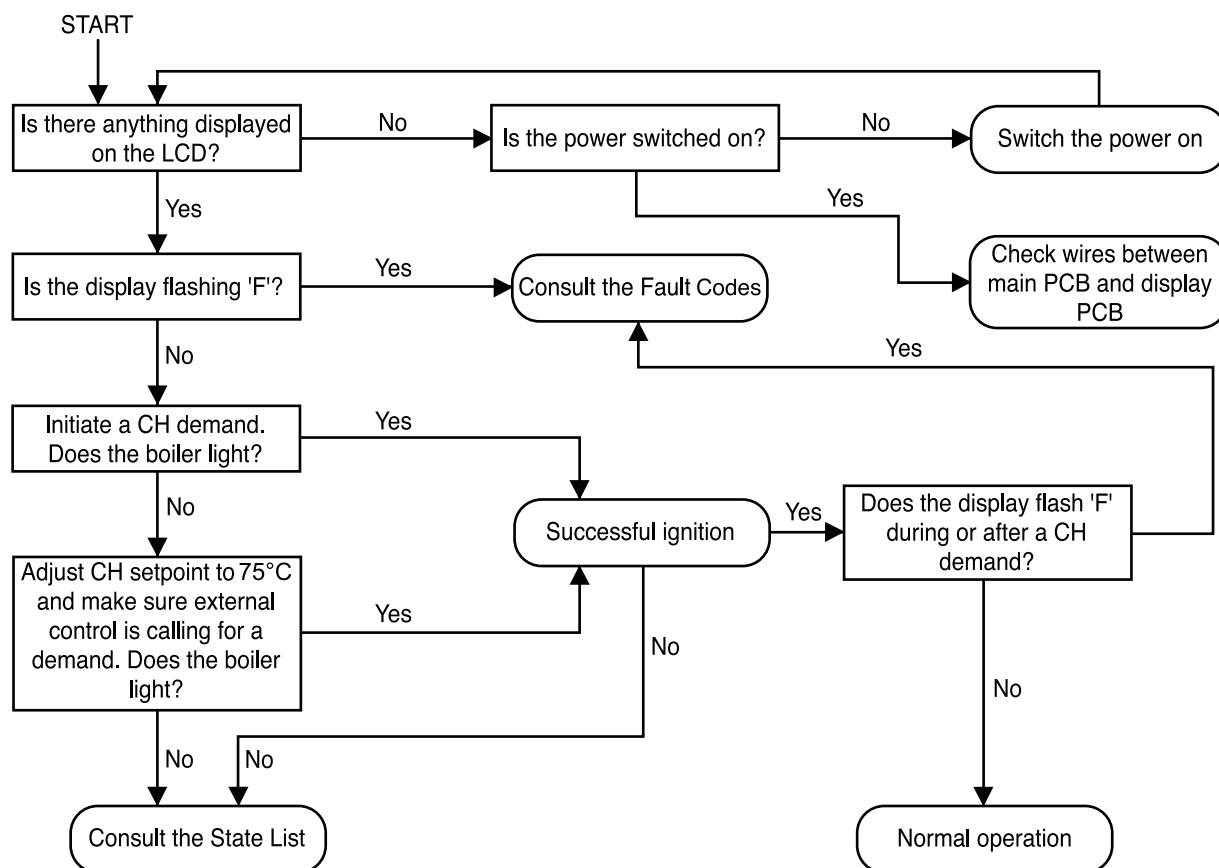 START
Is there anything displayed
on the LCD?
No
Is the power switched on?
No
Switch the power on
Yes
Yes
Check wires between
main PCB and display
PCB
Is the display flashing 'F'?
Yes
Consult the Fault Codes
No
Yes
Initiate a CH demand.
Does the boiler light?
Yes
No
Successful ignition
Yes
Does the display flash 'F'
during or after a CH
demand?
Adjust CH setpoint to 75°C
and make sure external
control is calling for a
demand. Does the boiler
light?
Yes
No
No
No
No
Consult the State List
Normal operation